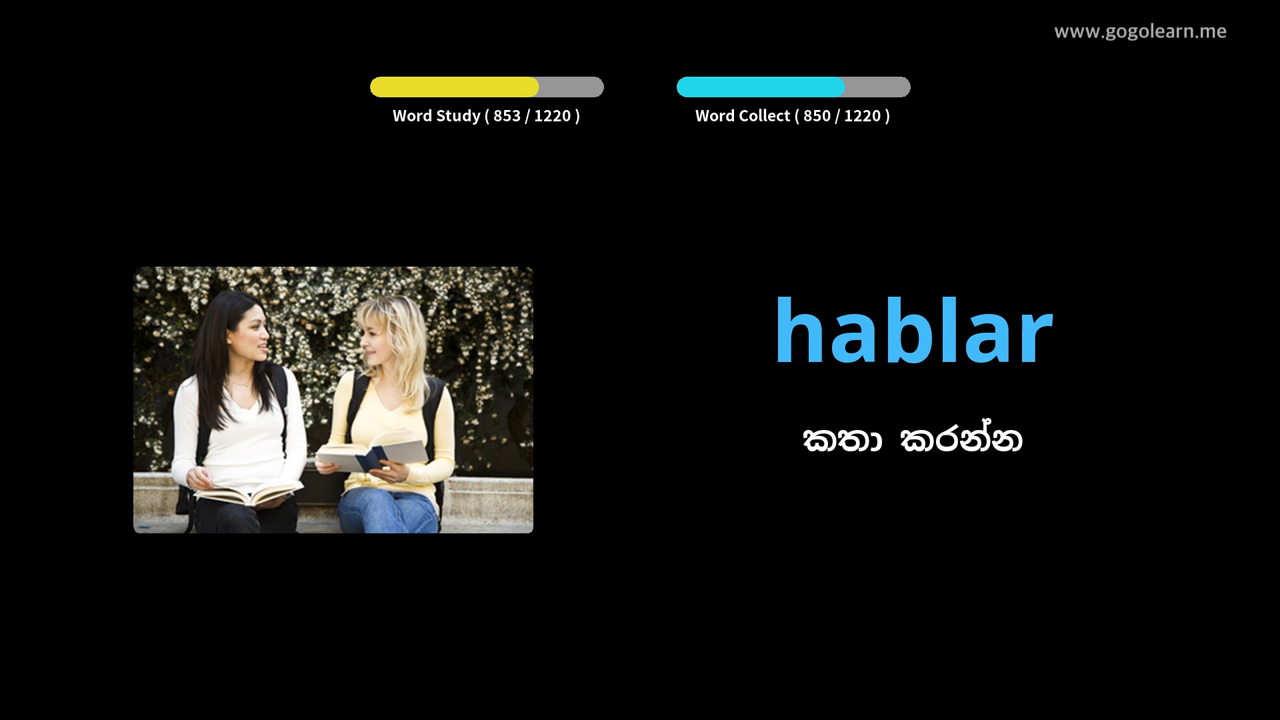 www.gogolearn.me
Word Study ( 853 / 1220 )
Word Collect ( 850 / 1220 )
hablar
කතා කරන්න